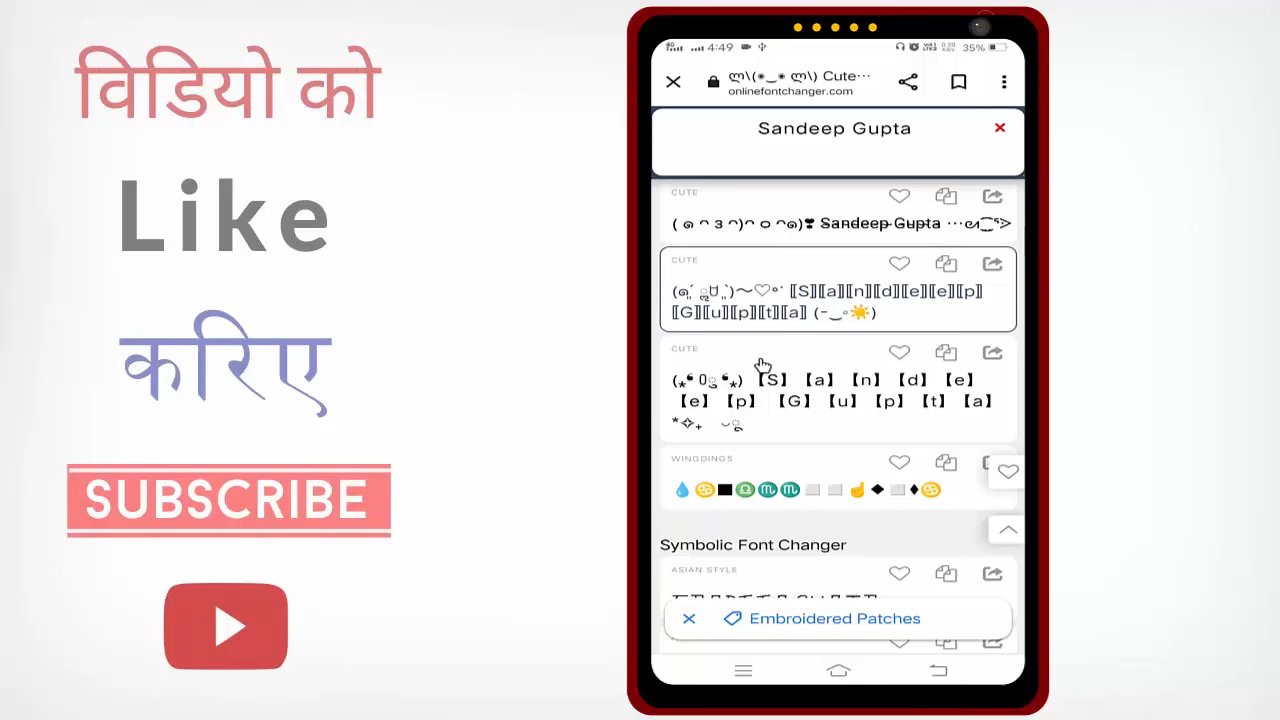 विडियो को
Like
करिए
SUBSCRIBE
4:49
35%
ლ\(◉‿◉ ლ\) Cute…
onlinefontchanger.com
Sandeep Gupta
CUTE
Sandeep Gupta
CUTE
⟦S⟧⟦a⟧⟦n⟧⟦d⟧⟦e⟧⟦e⟧⟦p⟧
⟦G⟧⟦u⟧⟦p⟧⟦t⟧⟦a⟧
CUTE
【S】【a】【n】【d】【e】
【e】【p】 【G】【u】【p】【t】【a】
WINGDINGS
💧♋◼♎♏♏⬜⬜☝◆⬜⬧♋
Symbolic Font Changer
ASIAN STYLE
Embroidered Patches